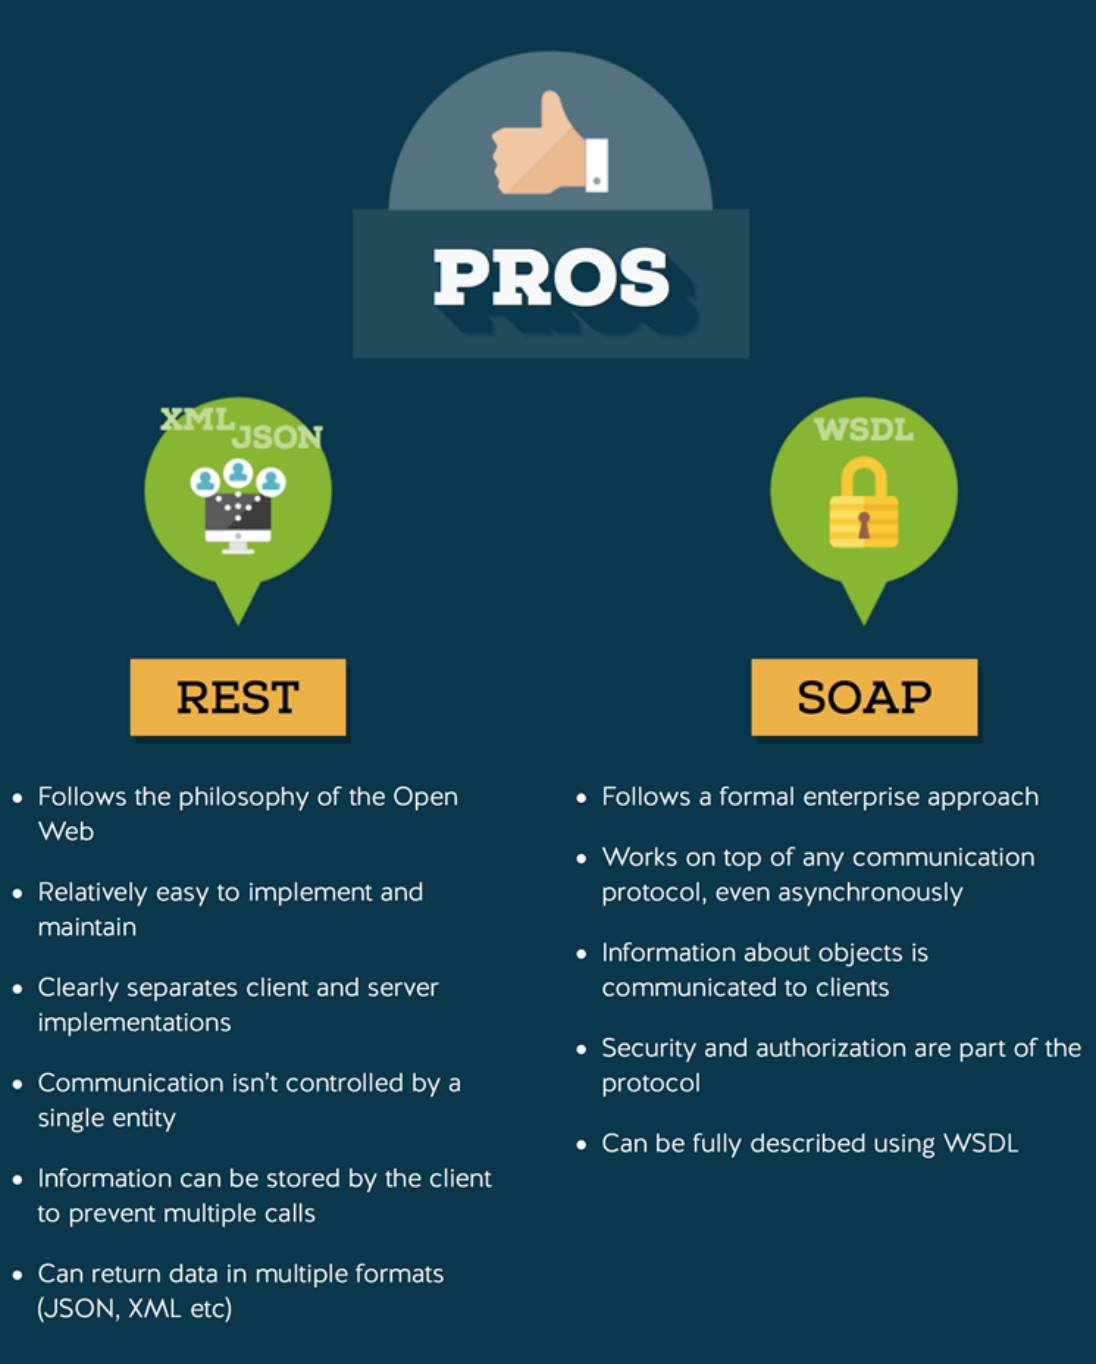 PROS
XML
JSON
WSDL
REST
SOAP
• Follows the philosophy of the Open
Web
• Relatively easy to implement and
maintain
• Clearly separates client and server
implementations
• Communication isn't controlled by a
single entity
• Information can be stored by the client
to prevent multiple calls
• Can return data in multiple formats
(JSON, XML etc)
• Follows a formal enterprise approach
• Works on top of any communication
protocol, even asynchronously
• Information about objects is
communicated to clients
• Security and authorization are part of the
protocol
• Can be fully described using WSDL